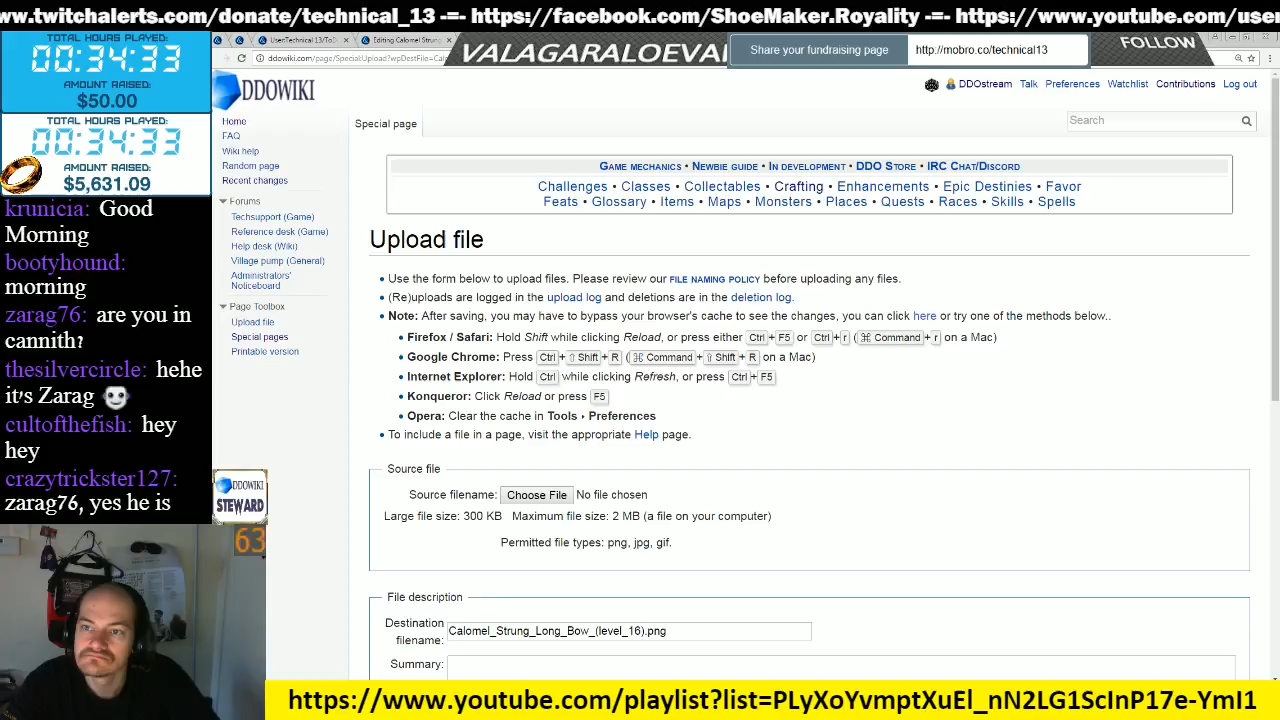 www.twitchalerts.com/donate/technical_13 -=- https://facebook.com/ShoeMaker.Royality -=- https://www.youtube.com/user
TOTAL HOURS PLAYED:
00:34:33
AMOUNT RAISED:
$50.00
TOTAL HOURS PLAYED:
00:34:33
AMOUNT RAISED:
$5,631.09
krunicia: Good
Morning
bootyhound:
morning
zarag76: are you in
cannith?
thesilvercircle: hehe
it's Zarag
cultofthefish: hey
hey
crazytrickster127:
zarag76, yes he is
User:Technical 13/ToD
Editing Calomel Strung
VALAGARALOEVAN
Share your fundraising page
http://mobro.co/technical13
FOLLOW
ddowiki.com/page/Special:Upload?wpDestFile=Cal
DDOWIKI
DDOstream Talk Preferences Watchlist Contributions Log out
Home
FAQ
Wiki help
Random page
Recent changes
Forums
Techsupport (Game)
Reference desk (Game)
Help desk (Wiki)
Village pump (General)
Administrators'
Noticeboard
Page Toolbox
Upload file
Special pages
Printable version
DDOWIKI
STEWARD
63
Special page
Search
Game mechanics • Newbie guide • In development • DDO Store • IRC Chat/Discord
Challenges • Classes • Collectables • Crafting • Enhancements • Epic Destinies • Favor
Feats • Glossary • Items • Maps • Monsters • Places • Quests • Races • Skills • Spells
Upload file
• Use the form below to upload files. Please review our FILE NAMING POLICY before uploading any files.
• (Re)uploads are logged in the upload log and deletions are in the deletion log.
• Note: After saving, you may have to bypass your browser's cache to see the changes, you can click here or try one of the methods below..
• Firefox / Safari: Hold Shift while clicking Reload, or press either Ctrl+F5 or Ctrl+r (⌘ Command+r on a Mac)
• Google Chrome: Press Ctrl+⇧Shift+R (⌘ Command+⇧Shift+R on a Mac)
• Internet Explorer: Hold Ctrl while clicking Refresh, or press Ctrl+F5
• Konqueror: Click Reload or press F5
• Opera: Clear the cache in Tools ▸ Preferences
• To include a file in a page, visit the appropriate Help page.
Source file
Source filename: Choose File No file chosen
Large file size: 300 KB Maximum file size: 2 MB (a file on your computer)
Permitted file types: png, jpg, gif.
File description
Destination
filename:
Calomel_Strung_Long_Bow_(level_16).png
Summary:
https://www.youtube.com/playlist?list=PLyXoYvmptXuEl_nN2LG1ScInP17e-YmI1